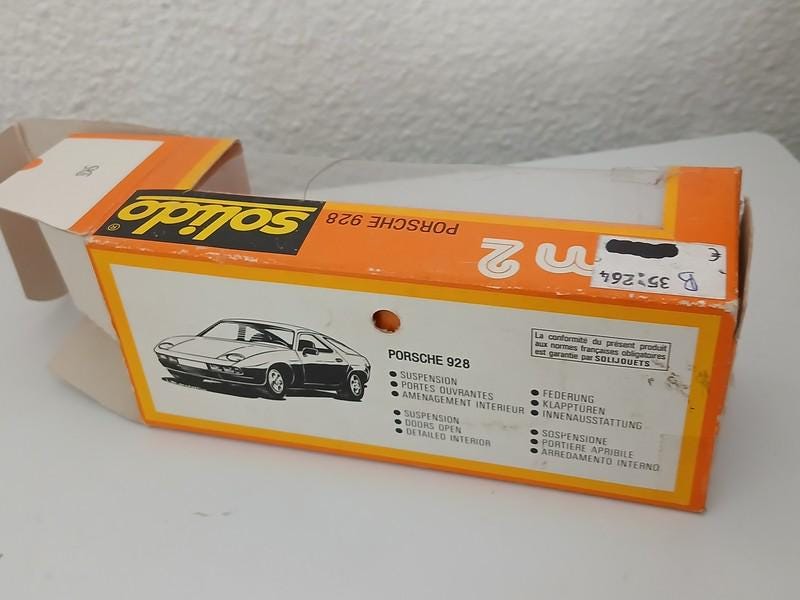 solido®
PORSCHE 928
m 2
B 35:264
€
PORSCHE 928
• SUSPENSION
• PORTES OUVRANTES
• AMENAGEMENT INTERIEUR
• SUSPENSION
• DOORS OPEN
• DETAILED INTERIOR
La conformité du présent produit
aux normes françaises obligatoires
est garantie par SOLIJOUETS
• FEDERUNG
• KLAPPTÜREN
• INNENAUSSTATTUNG
• SOSPENSIONE
• PORTIERE APRIBILE
• ARREDAMENTO INTERNO